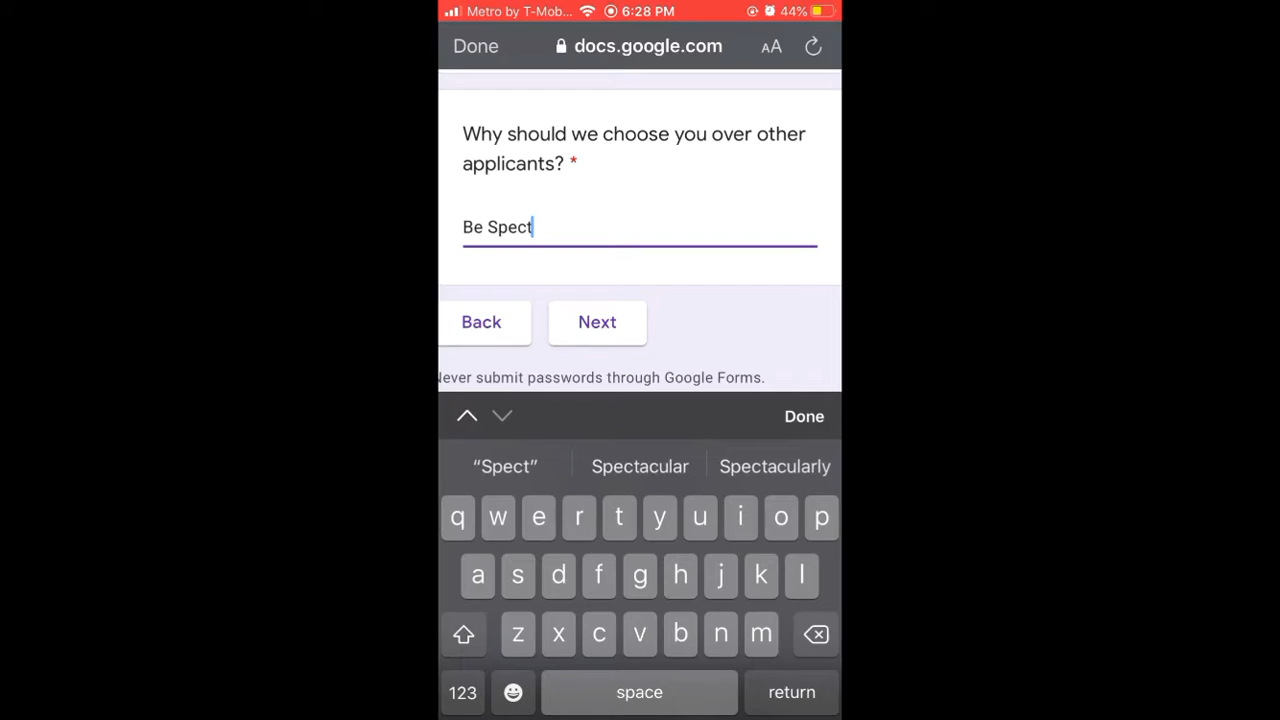 Metro by T-Mob... 6:28 PM 44%
Done docs.google.com AA
Why should we choose you over other
applicants? *
Be Spect
Back Next
Never submit passwords through Google Forms.
Done
“Spect” Spectacular Spectacularly
q w e r t y u i o p
a s d f g h j k l
z x c v b n m
123 space return